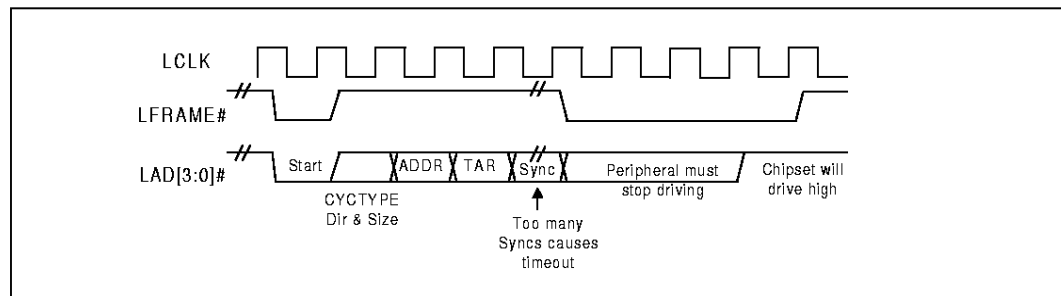 LCLK
LFRAME#
LAD[3:0]#
Start
ADDR
TAR
Sync
Peripheral must
stop driving
Chipset will
drive high
CYCTYPE
Dir & Size
Too many
Syncs causes
timeout